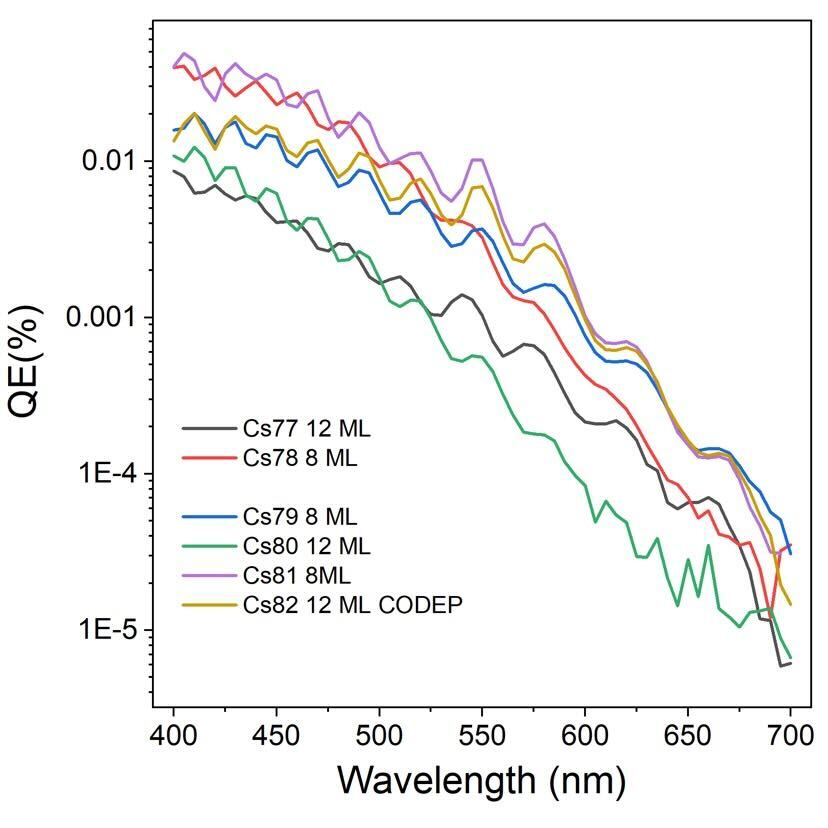 QE(%)
0.01
0.001
1E-4
1E-5
Cs77 12 ML
Cs78 8 ML
Cs79 8 ML
Cs80 12 ML
Cs81 8ML
Cs82 12 ML CODEP
400 450 500 550 600 650 700
Wavelength (nm)